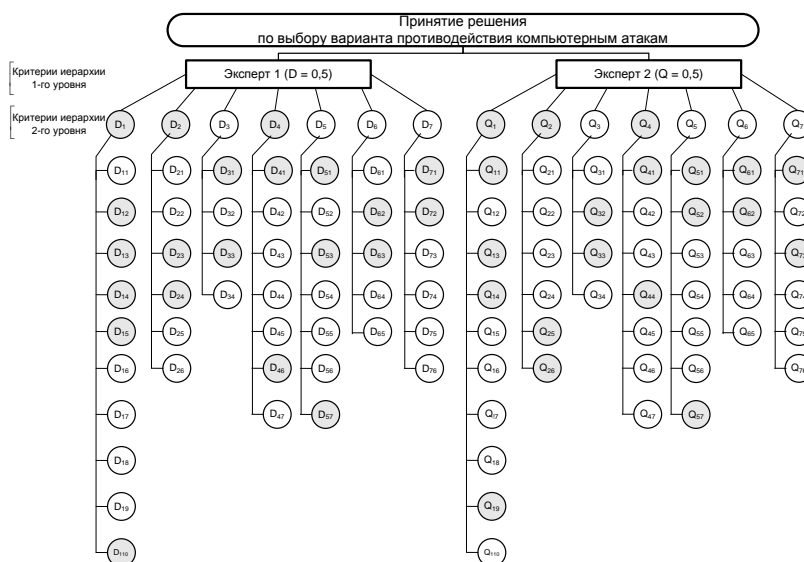 Принятие решения
по выбору варианта противодействия компьютерным атакам
Критерии иерархии
1-го уровня
Эксперт 1 (D = 0,5)
Эксперт 2 (Q = 0,5)
Критерии иерархии
2-го уровня
D1 D2 D3 D4 D5 D6 D7 Q1 Q2 Q3 Q4 Q5 Q6 Q7
D11 D21 D31 D41 D51 D61 D71 Q11 Q21 Q31 Q41 Q51 Q61 Q71
D12 D22 D32 D42 D52 D62 D72 Q12 Q22 Q32 Q42 Q52 Q62 Q72
D13 D23 D33 D43 D53 D63 D73 Q13 Q23 Q33 Q43 Q53 Q63 Q73
D14 D24 D34 D44 D54 D64 D74 Q14 Q24 Q34 Q44 Q54 Q64 Q74
D15 D25 D45 D55 D65 D75 Q15 Q25 Q45 Q55 Q65 Q75
D16 D26 D46 D56 D76 Q16 Q26 Q46 Q56 Q76
D17 D47 D57 Q17 Q47 Q57
D18 Q18
D19 Q19
D110 Q110